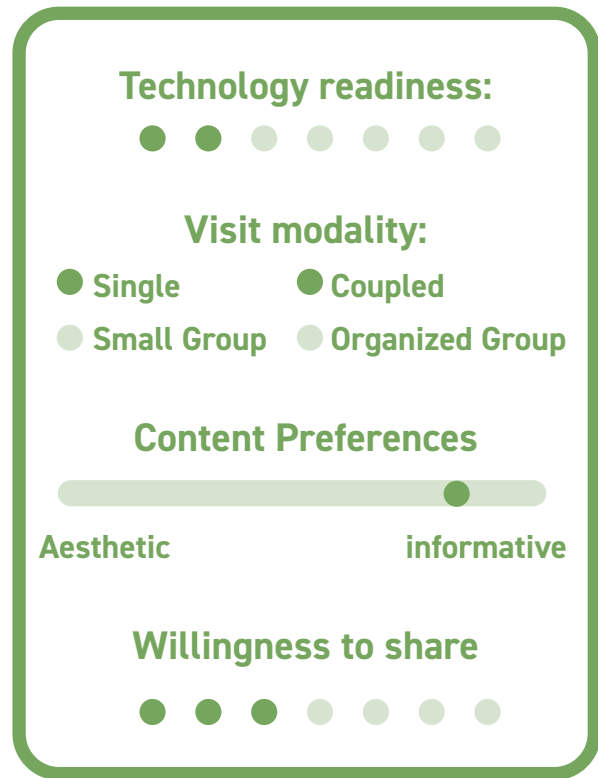 Technology readiness:
Visit modality:
Single Coupled
Small Group Organized Group
Content Preferences
Aesthetic informative
Willingness to share